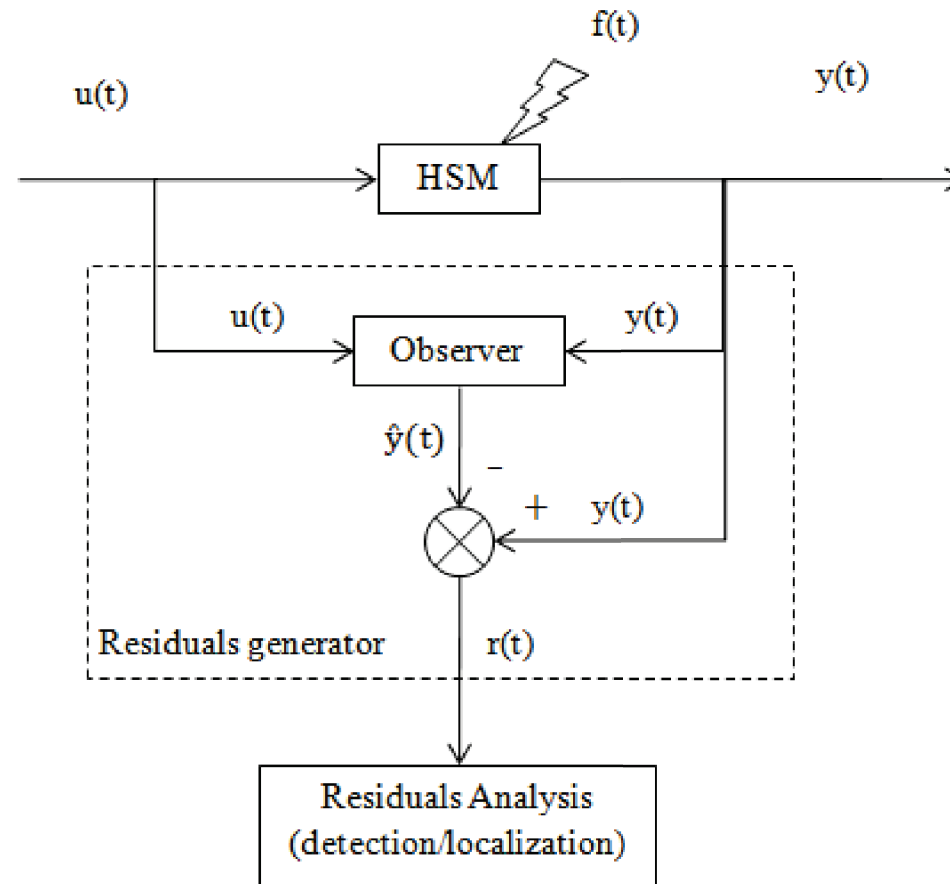 f(t)
u(t)
y(t)
HSM
u(t)
y(t)
Observer
ŷ(t)
−
+
y(t)
Residuals generator
r(t)
Residuals Analysis
(detection/localization)